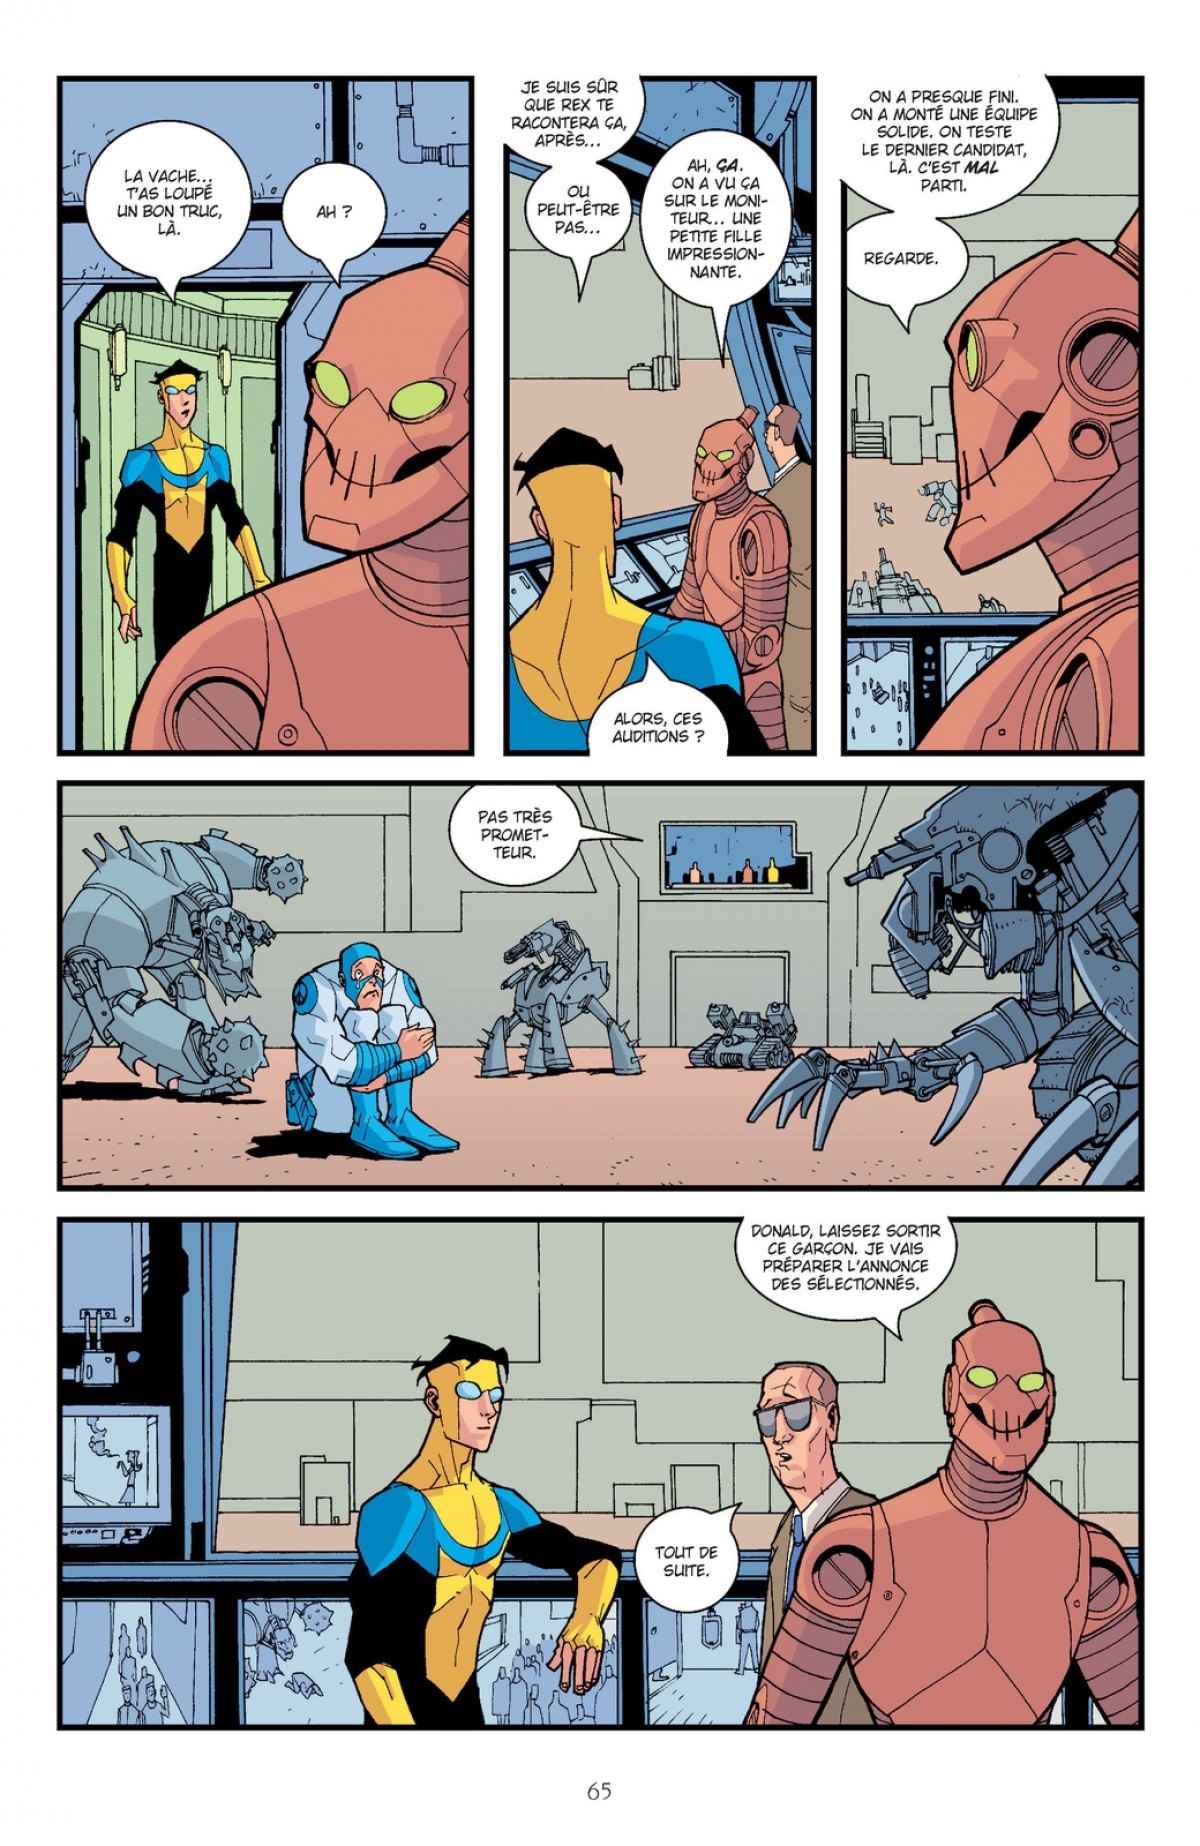 LA VACHE...
T'AS LOUPÉ
UN BON TRUC,
LÀ.
AH ?
JE SUIS SÛR
QUE REX TE
RACONTERA ÇA,
APRÈS...
OU
PEUT-ÊTRE
PAS...
AH, ÇA.
ON A VU ÇA
SUR LE MONI-
TEUR... UNE
PETITE FILLE
IMPRESSION-
NANTE.
ALORS, CES
AUDITIONS ?
ON A PRESQUE FINI.
ON A MONTÉ UNE ÉQUIPE
SOLIDE. ON TESTE
LE DERNIER CANDIDAT,
LÀ. C'EST MAL
PARTI.
REGARDE.
PAS TRÈS
PROMET-
TEUR.
DONALD, LAISSEZ SORTIR
CE GARÇON. JE VAIS
PRÉPARER L'ANNONCE
DES SÉLECTIONNÉS.
TOUT DE
SUITE.
65